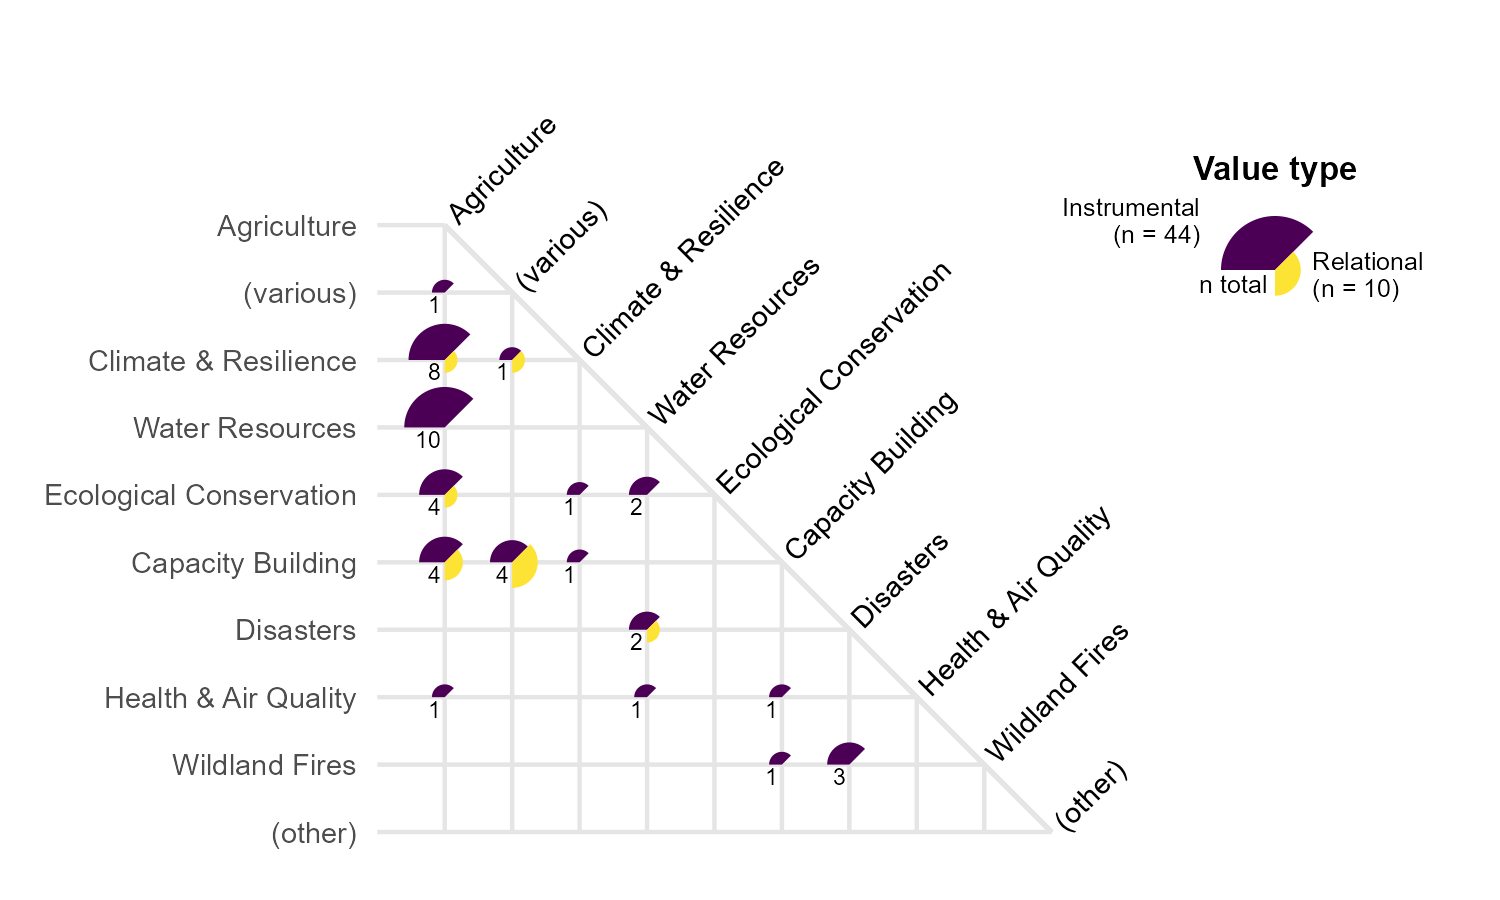 Value type
Instrumental
(n = 44)
n total
Relational
(n = 10)
Agriculture
(various)
Climate & Resilience
Water Resources
Ecological Conservation
Capacity Building
Disasters
Health & Air Quality
Wildland Fires
(other)
Agriculture
(various)
1
Climate & Resilience
8 1
Water Resources
10
Ecological Conservation
4 1 2
Capacity Building
4 4 1
Disasters
2
Health & Air Quality
1 1 1
Wildland Fires
1 3
(other)